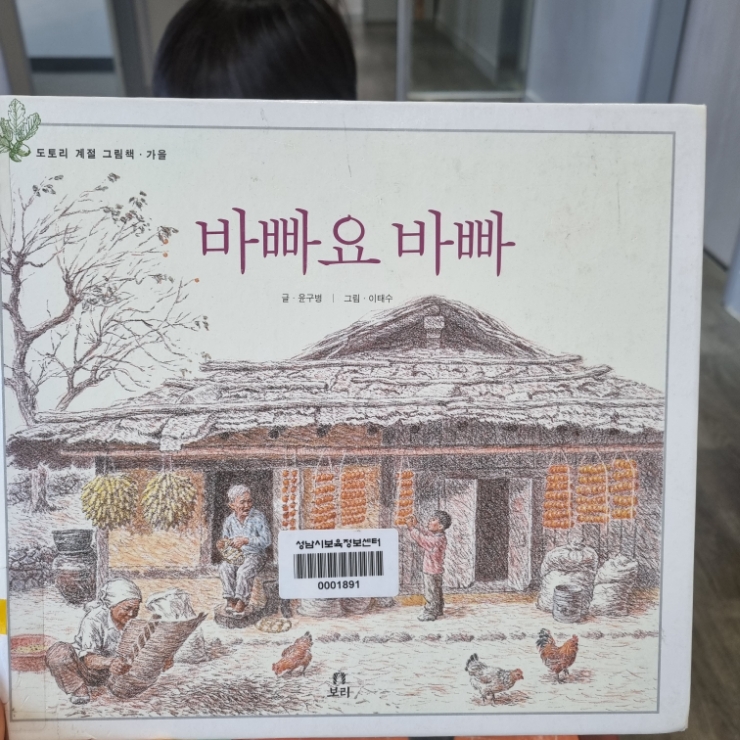 도토리 계절 그림책 · 가을
바빠요 바빠
글 · 윤구병 | 그림 · 이태수
성남시보육정보센터
0001891
보리